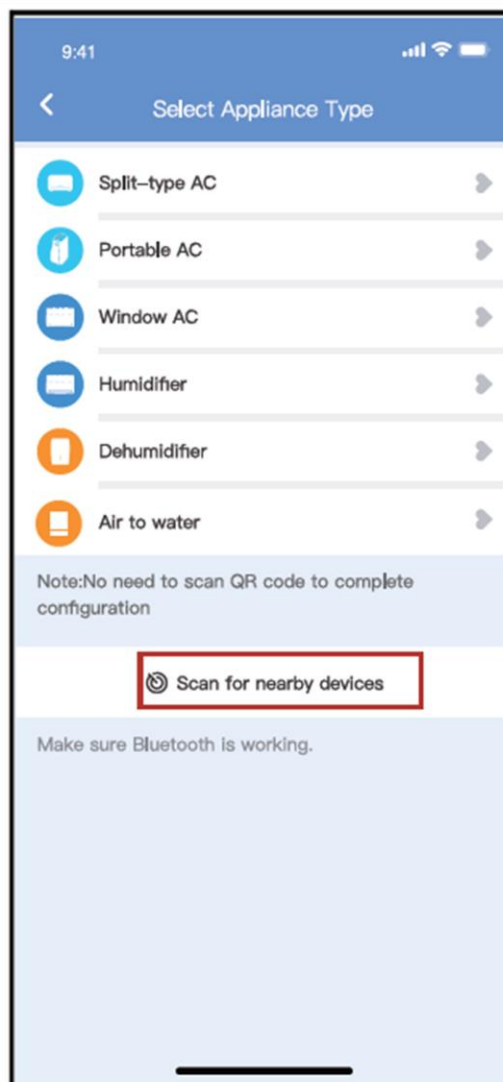 9:41
Select Appliance Type
Split-type AC
Portable AC
Window AC
Humidifier
Dehumidifier
Air to water
Note:No need to scan QR code to complete
configuration
Scan for nearby devices
Make sure Bluetooth is working.